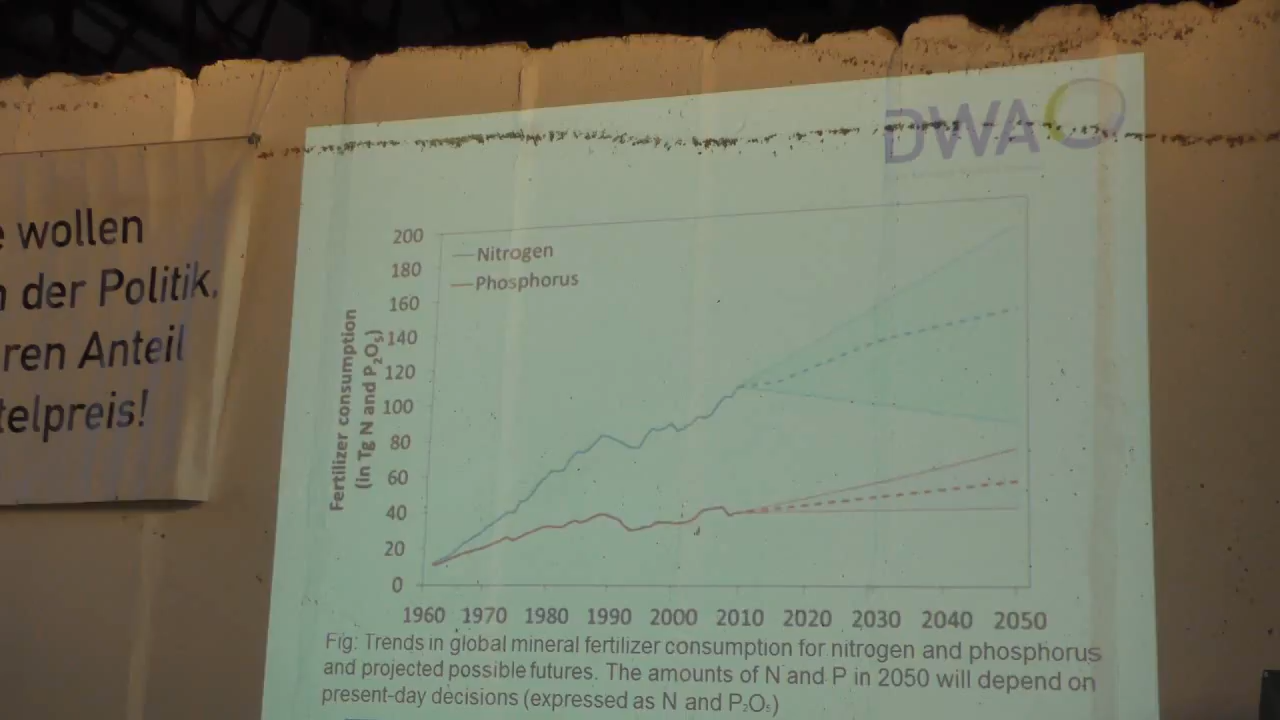 wollen
der Politik,
ren Anteil
telpreis!
DWA
200
180
160
140
120
100
80
60
40
20
0
Fertilizer consumption
(in Tg N and P₂O₅)
Nitrogen
Phosphorus
1960 1970 1980 1990 2000 2010 2020 2030 2040 2050
Fig: Trends in global mineral fertilizer consumption for nitrogen and phosphorus
and projected possible futures. The amounts of N and P in 2050 will depend on
present-day decisions (expressed as N and P₂O₅)